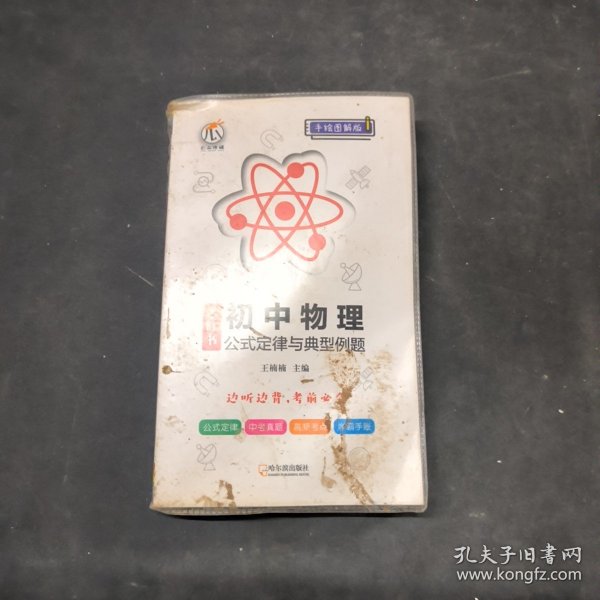 手绘图解版
初中物理
公式定律与典型例题
王楠楠 主编
边听边背,考前必
公式定律 中考真题 高频考点 学霸手账
哈尔滨出版社
孔夫子旧书网
www.kongfz.com